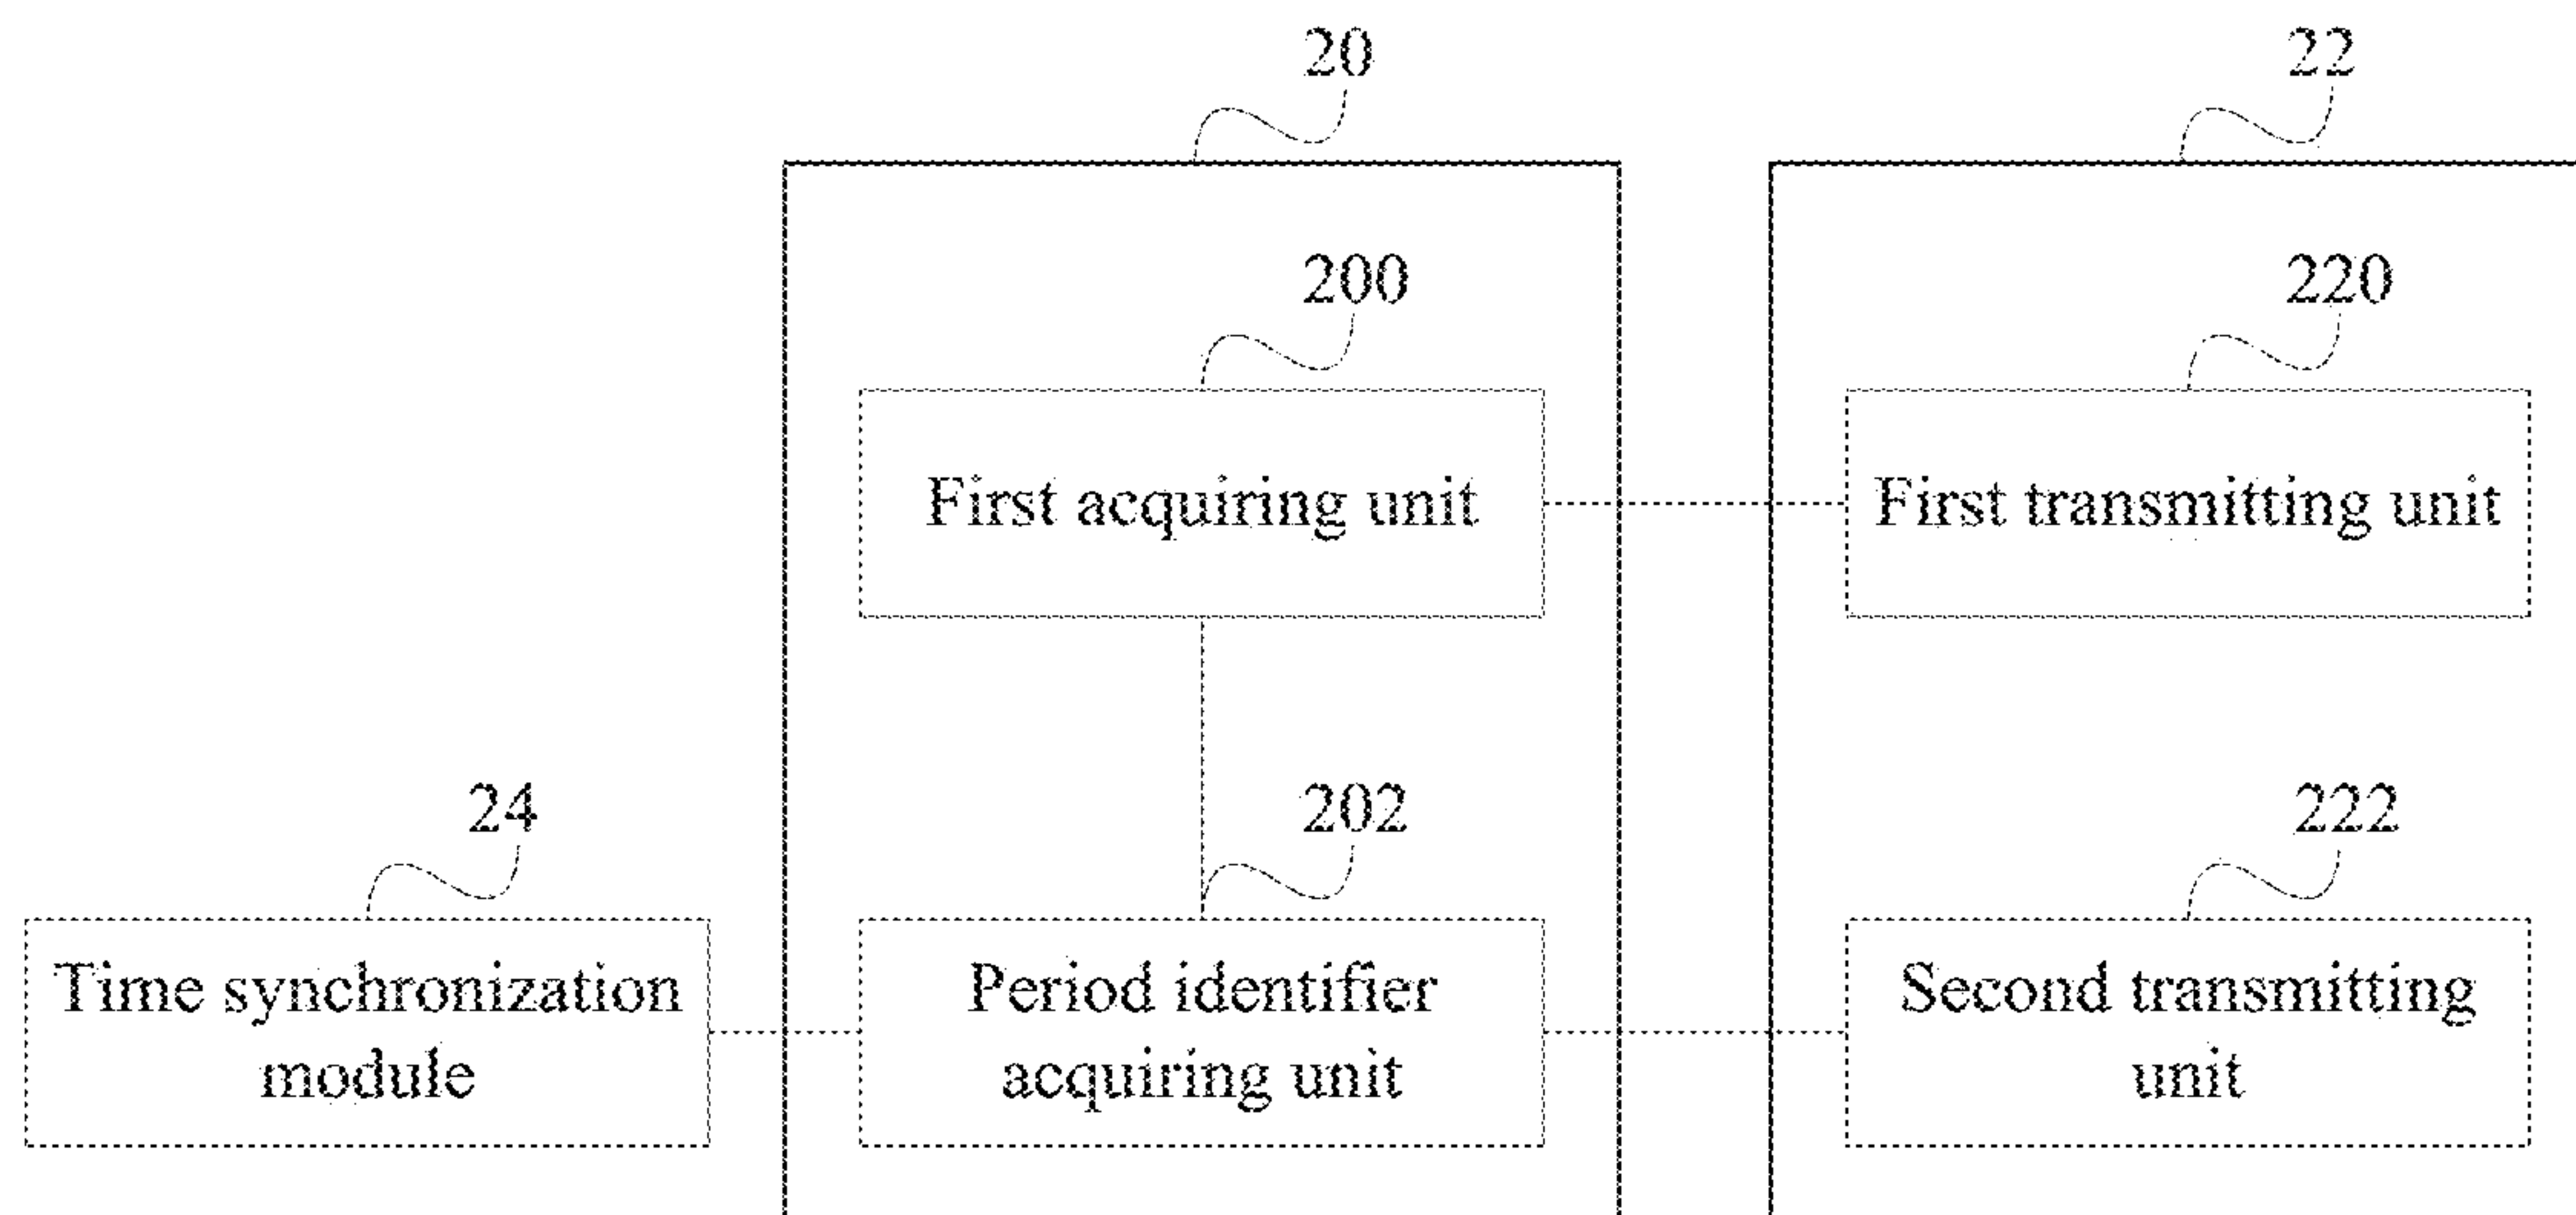 20
22
200
220
First acquiring unit
First transmitting unit
24
202
222
Time synchronization
module
Period identifier
acquiring unit
Second transmitting
unit